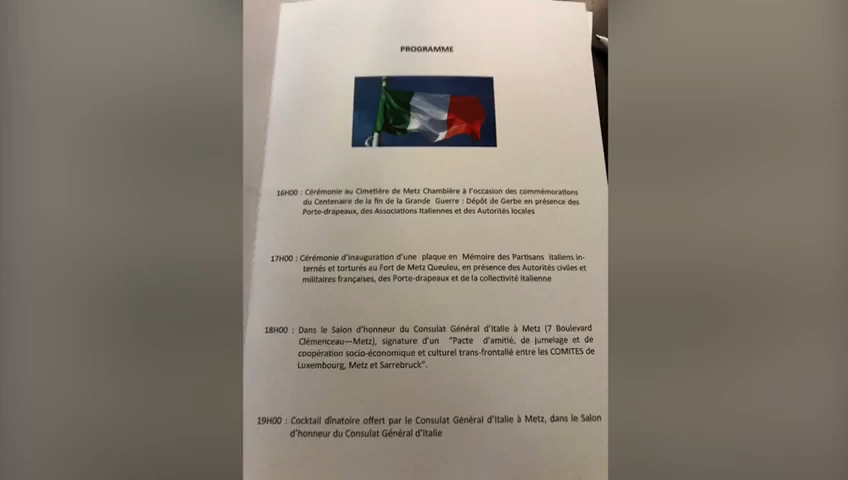 PROGRAMME
16H00 : Cérémonie au Cimetière de Metz Chambière à l'occasion des commémorations
du Centenaire de la fin de la Grande Guerre : Dépôt de Gerbe en présence des
Porte-drapeaux, des Associations Italiennes et des Autorités locales
17H00 : Cérémonie d'inauguration d'une plaque en Mémoire des Partisans italiens in-
ternés et torturés au Fort de Metz Queuleu, en présence des Autorités civiles et
militaires françaises, des Porte-drapeaux et de la collectivité italienne
18H00 : Dans le Salon d'honneur du Consulat Général d'Italie à Metz (7 Boulevard
Clémenceau—Metz), signature d'un "Pacte d'amitié, de jumelage et de
coopération socio-économique et culturel trans-frontalié entre les COMITES de
Luxembourg, Metz et Sarrebruck".
19H00 : Cocktail dînatoire offert par le Consulat Général d'Italie à Metz, dans le Salon
d'honneur du Consulat Général d'Italie